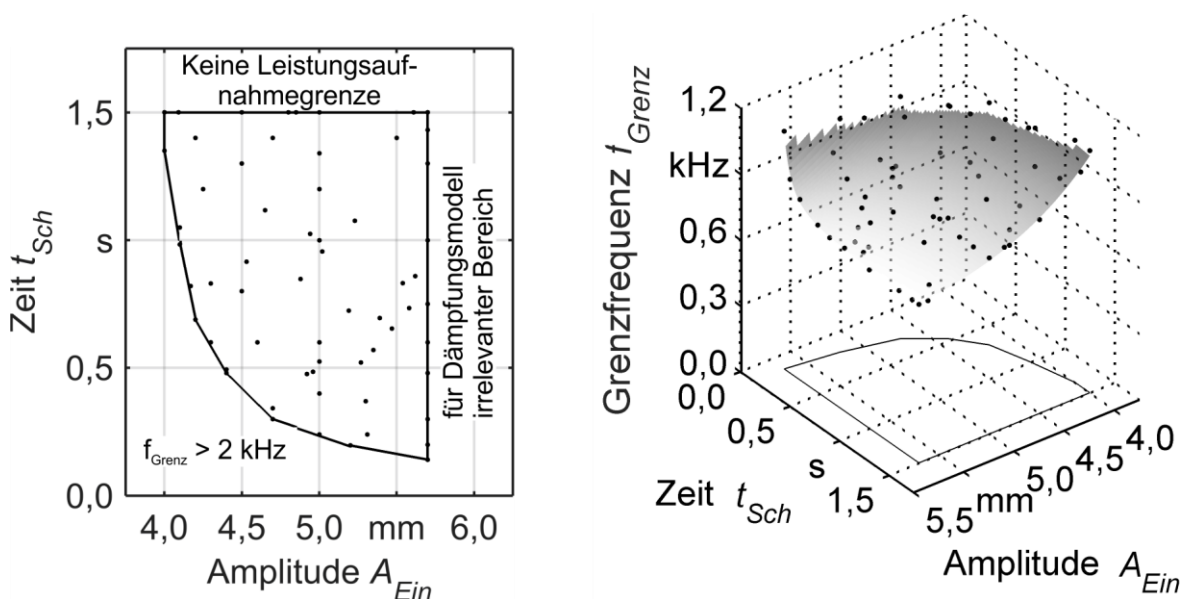 Keine Leistungsauf-
nahmegrenze
1,5
s
0,5
0,0
Zeit t_Sch
f_Grenz > 2 kHz
für Dämpfungsmodell
irrelevanter Bereich
4,0 4,5 5,0 mm 6,0
Amplitude A_Ein
Grenzfrequenz f_Grenz
1,2
kHz
0,6
0,3
0,0
0,0
0,5
s
1,5
Zeit t_Sch
5,5
mm
5,0
4,5
4,0
Amplitude A_Ein